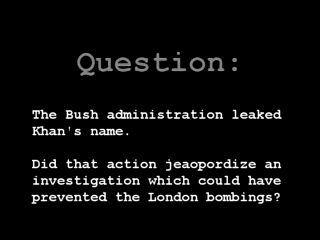 Question:
The Bush administration leaked
Khan's name.
Did that action jeaopordize an
investigation which could have
prevented the London bombings?